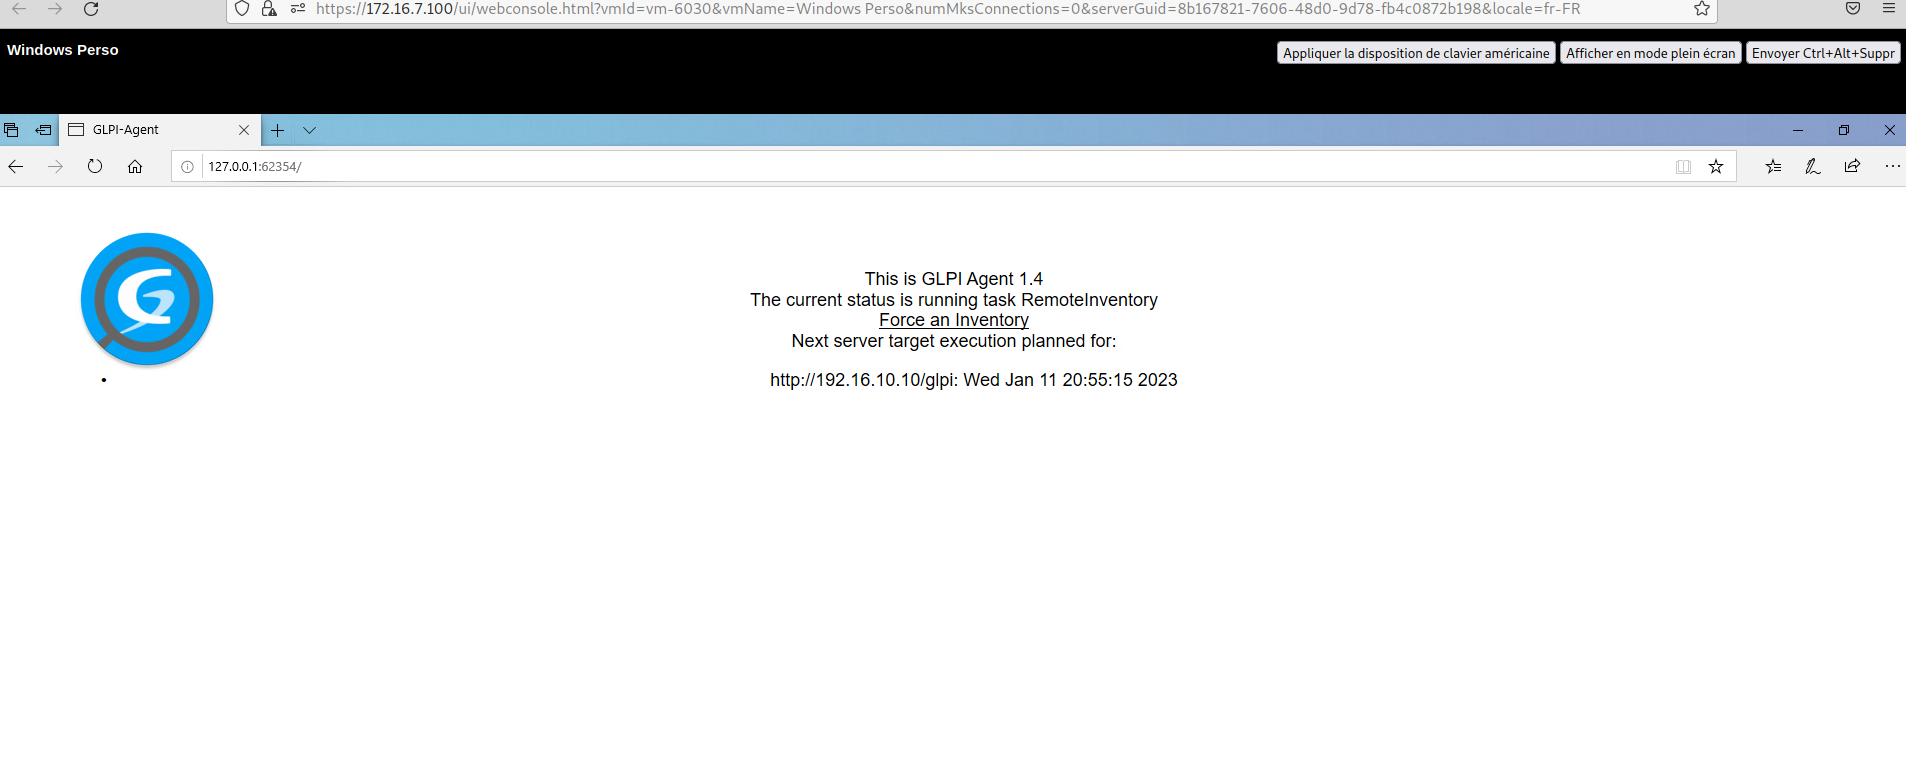 https://172.16.7.100/ui/webconsole.html?vmId=vm-6030&vmName=Windows Perso&numMksConnections=0&serverGuid=8b167821-7606-48d0-9d78-fb4c0872b198&locale=fr-FR
Windows Perso
Appliquer la disposition de clavier américaine
Afficher en mode plein écran
Envoyer Ctrl+Alt+Suppr
GLPI-Agent
127.0.0.1:62354/
This is GLPI Agent 1.4
The current status is running task RemoteInventory
Force an Inventory
Next server target execution planned for:
• http://192.16.10.10/glpi: Wed Jan 11 20:55:15 2023